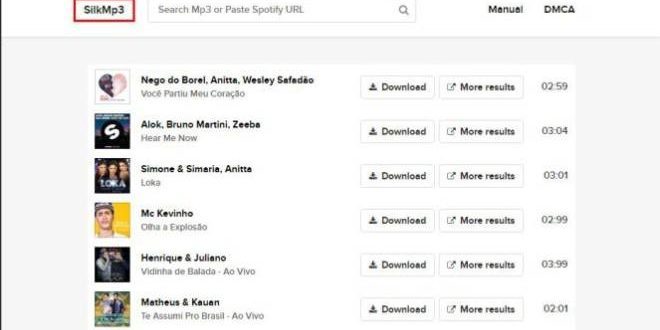 SilkMp3 Search Mp3 or Paste Spotify URL Manual DMCA
Nego do Borel, Anitta, Wesley Safadão
Você Partiu Meu Coração
Download More results 02:59
Alok, Bruno Martini, Zeeba
Hear Me Now
Download More results 03:04
Simone & Simaria, Anitta
Loka
Download More results 03:01
LOKA
Mc Kevinho
Olha a Explosão
Download More results 02:99
Henrique & Juliano
Vidinha de Balada - Ao Vivo
Download More results 03:99
Matheus & Kauan
Te Assumi Pro Brasil - Ao Vivo
Download More results 02:01